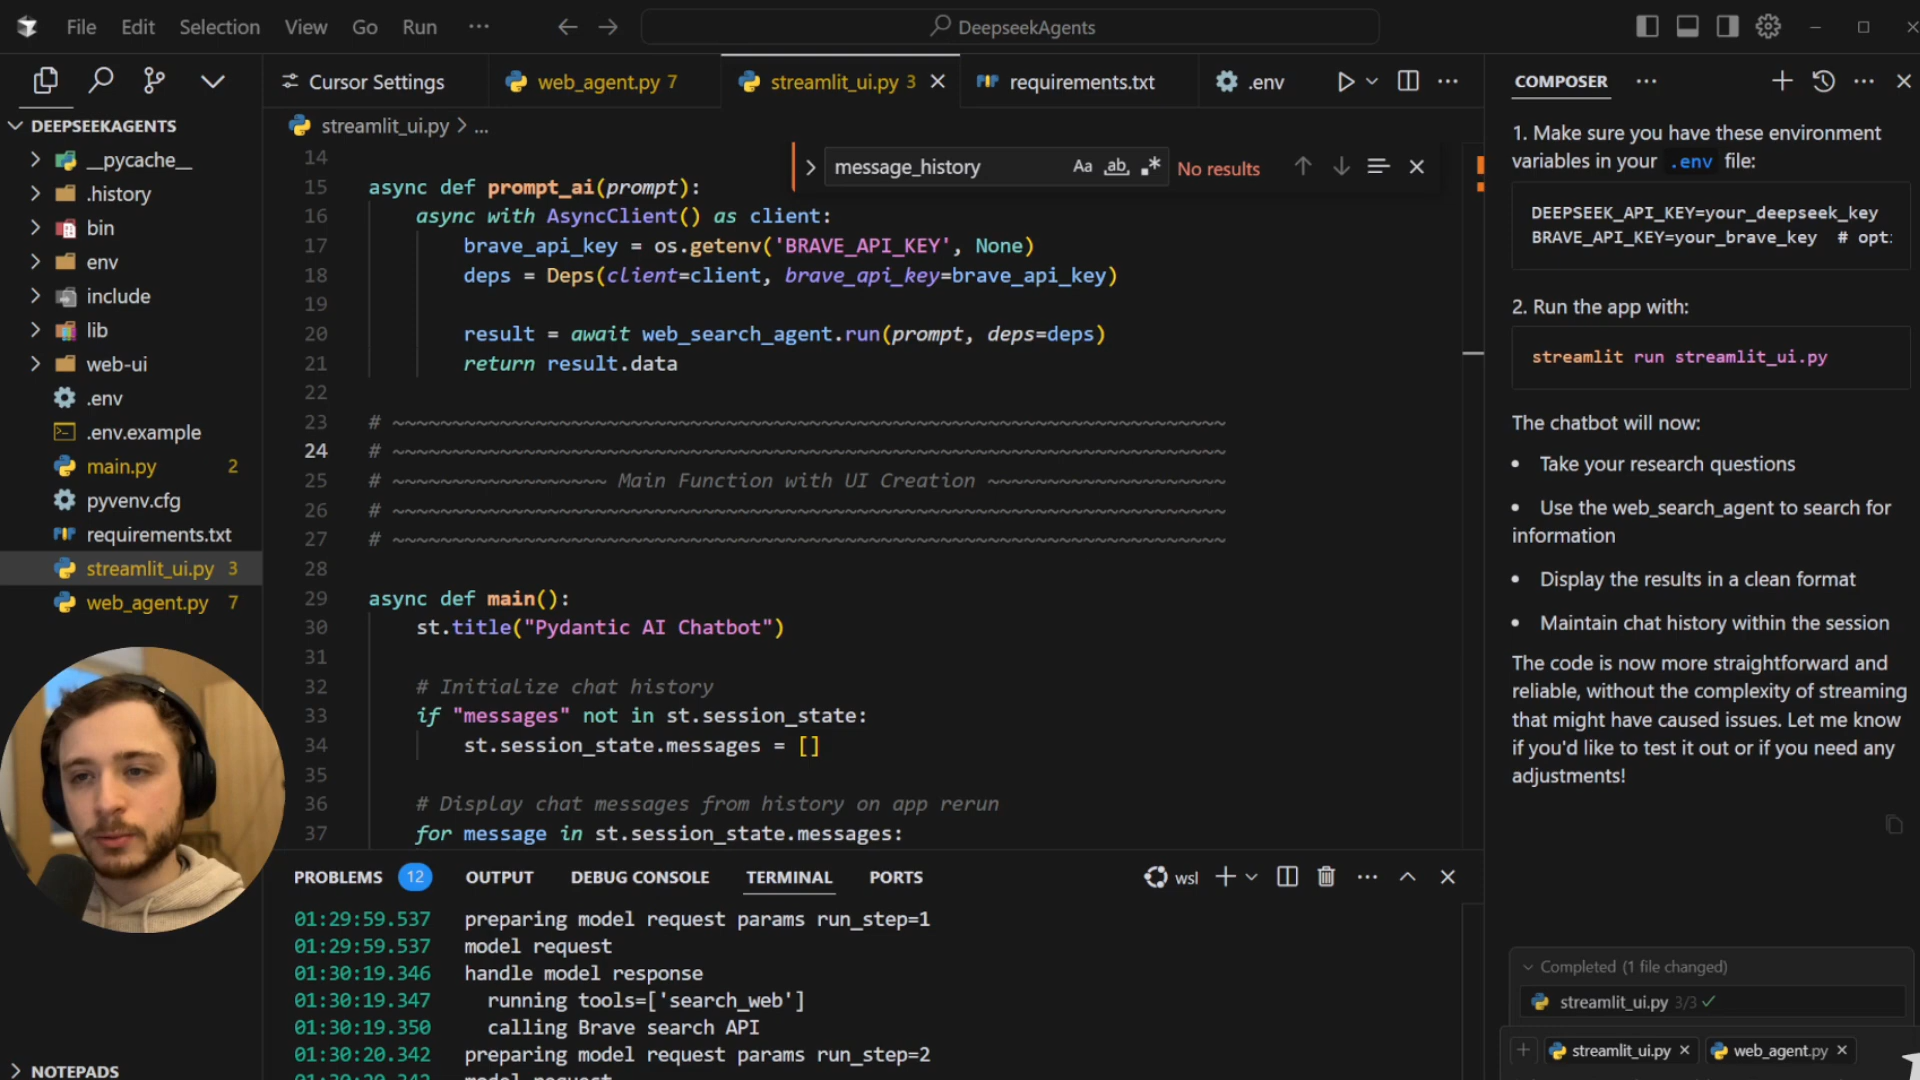 File Edit Selection View Go Run ···
DeepseekAgents
Cursor Settings
web_agent.py 7
streamlit_ui.py 3
requirements.txt
.env
DEEPSEEKAGENTS
__pycache__
.history
bin
env
include
lib
web-ui
.env
.env.example
main.py 2
pyvenv.cfg
requirements.txt
streamlit_ui.py 3
web_agent.py 7
NOTEPADS
streamlit_ui.py > ...
message_history
Aa ab .*
No results
14
15 async def prompt_ai(prompt):
16 async with AsyncClient() as client:
17 brave_api_key = os.getenv('BRAVE_API_KEY', None)
18 deps = Deps(client=client, brave_api_key=brave_api_key)
19
20 result = await web_search_agent.run(prompt, deps=deps)
21 return result.data
22
23 # ~~~~~~~~~~~~~~~~~~~~~~~~~~~~~~~~~~~~~~~~~~~~~~~~~~~~~~~~~~~~~~~~~~~~~~
24 # ~~~~~~~~~~~~~~~~~~~~~~~~~~~~~~~~~~~~~~~~~~~~~~~~~~~~~~~~~~~~~~~~~~~~~~
25 # ~~~~~~~~~~~~~~~~~~ Main Function with UI Creation ~~~~~~~~~~~~~~~~~~~~
26 # ~~~~~~~~~~~~~~~~~~~~~~~~~~~~~~~~~~~~~~~~~~~~~~~~~~~~~~~~~~~~~~~~~~~~~~
27 # ~~~~~~~~~~~~~~~~~~~~~~~~~~~~~~~~~~~~~~~~~~~~~~~~~~~~~~~~~~~~~~~~~~~~~~
28
29 async def main():
30 st.title("Pydantic AI Chatbot")
31
32 # Initialize chat history
33 if "messages" not in st.session_state:
34 st.session_state.messages = []
35
36 # Display chat messages from history on app rerun
37 for message in st.session_state.messages:
PROBLEMS 12 OUTPUT DEBUG CONSOLE TERMINAL PORTS
wsl
01:29:59.537 preparing model request params run_step=1
01:29:59.537 model request
01:30:19.346 handle model response
01:30:19.347 running tools=['search_web']
01:30:19.350 calling Brave search API
01:30:20.342 preparing model request params run_step=2
01:30:20.342 model request
COMPOSER
1. Make sure you have these environment
variables in your .env file:
DEEPSEEK_API_KEY=your_deepseek_key
BRAVE_API_KEY=your_brave_key # opt
2. Run the app with:
streamlit run streamlit_ui.py
The chatbot will now:
• Take your research questions
• Use the web_search_agent to search for
information
• Display the results in a clean format
• Maintain chat history within the session
The code is now more straightforward and
reliable, without the complexity of streaming
that might have caused issues. Let me know
if you'd like to test it out or if you need any
adjustments!
Completed (1 file changed)
streamlit_ui.py 3/3 ✓
streamlit_ui.py
web_agent.py